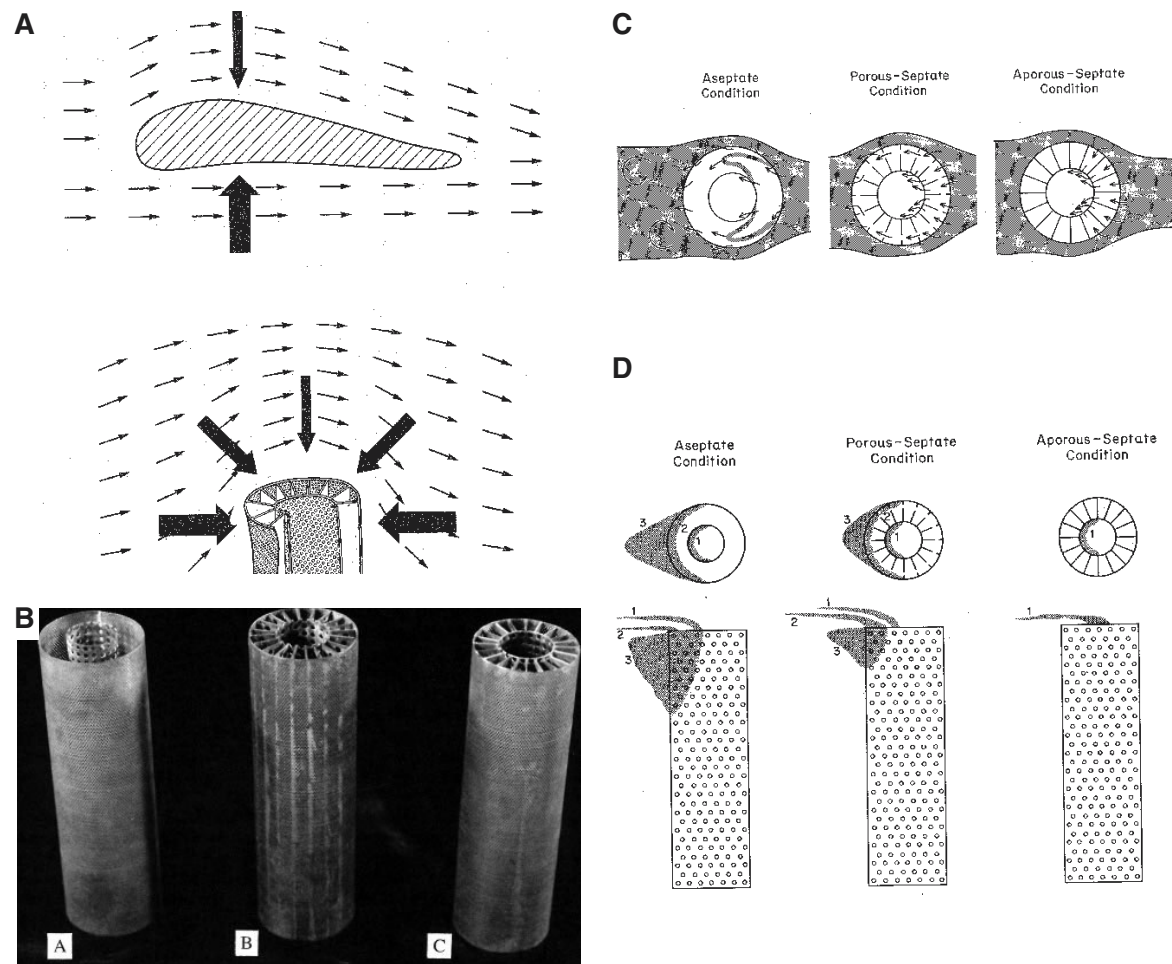 A
B
A
B
C
C
Aseptate
Condition
Porous-Septate
Condition
Aporous-Septate
Condition
D
Aseptate
Condition
Porous-Septate
Condition
Aporous-Septate
Condition
3
2
1
3
2
1
1
1
2
3
1
2
3
1